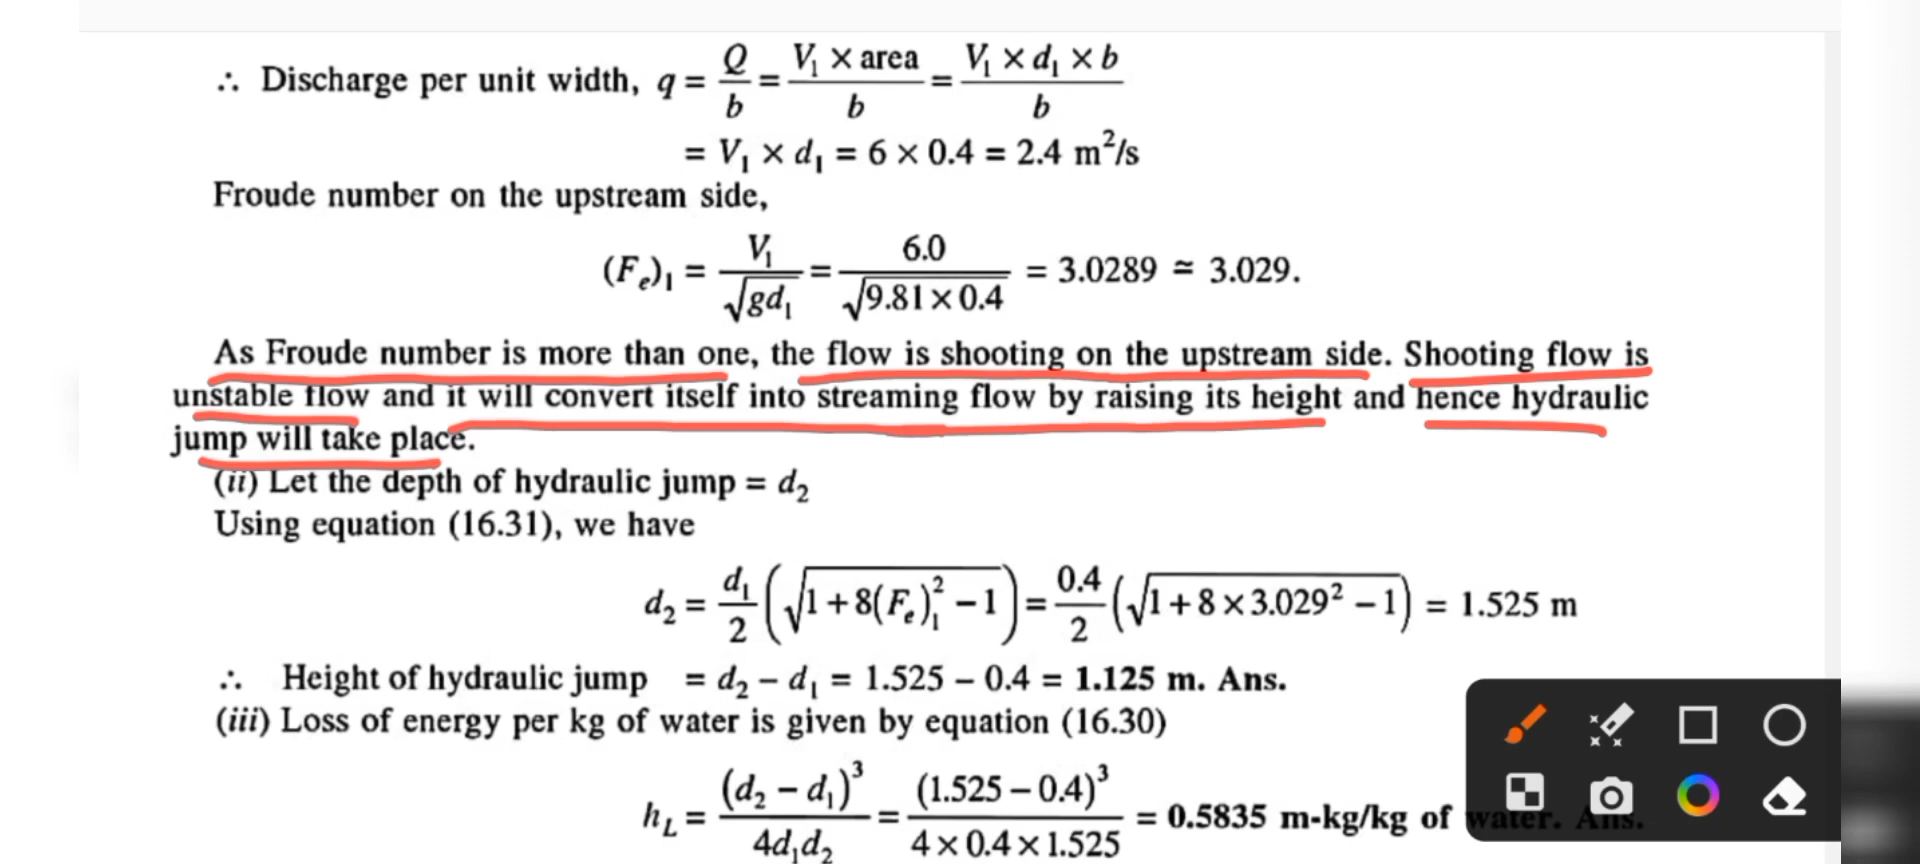 ∴ Discharge per unit width, q = Q/b = V₁ × area/b = V₁ × d₁ × b/b
= V₁ × d₁ = 6 × 0.4 = 2.4 m²/s
Froude number on the upstream side,
(Fₑ)₁ = V₁/√gd₁ = 6.0/√9.81 × 0.4 = 3.0289 ≃ 3.029.
As Froude number is more than one, the flow is shooting on the upstream side. Shooting flow is
unstable flow and it will convert itself into streaming flow by raising its height and hence hydraulic
jump will take place.
(ii) Let the depth of hydraulic jump = d₂
Using equation (16.31), we have
d₂ = d₁/2 (√1 + 8(Fₑ)₁² − 1) = 0.4/2 (√1 + 8 × 3.029² − 1) = 1.525 m
∴ Height of hydraulic jump = d₂ − d₁ = 1.525 − 0.4 = 1.125 m. Ans.
(iii) Loss of energy per kg of water is given by equation (16.30)
h_L = (d₂ − d₁)³/4d₁d₂ = (1.525 − 0.4)³/4 × 0.4 × 1.525 = 0.5835 m-kg/kg of water. Ans.